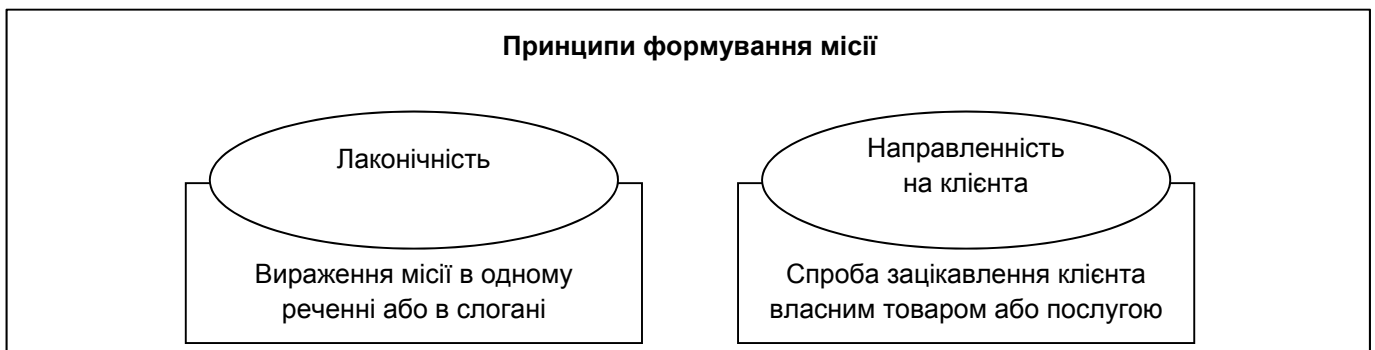 Принципи формування місії
Лаконічність
Вираження місії в одному
реченні або в слогані
Направленність
на клієнта
Спроба зацікавлення клієнта
власним товаром або послугою